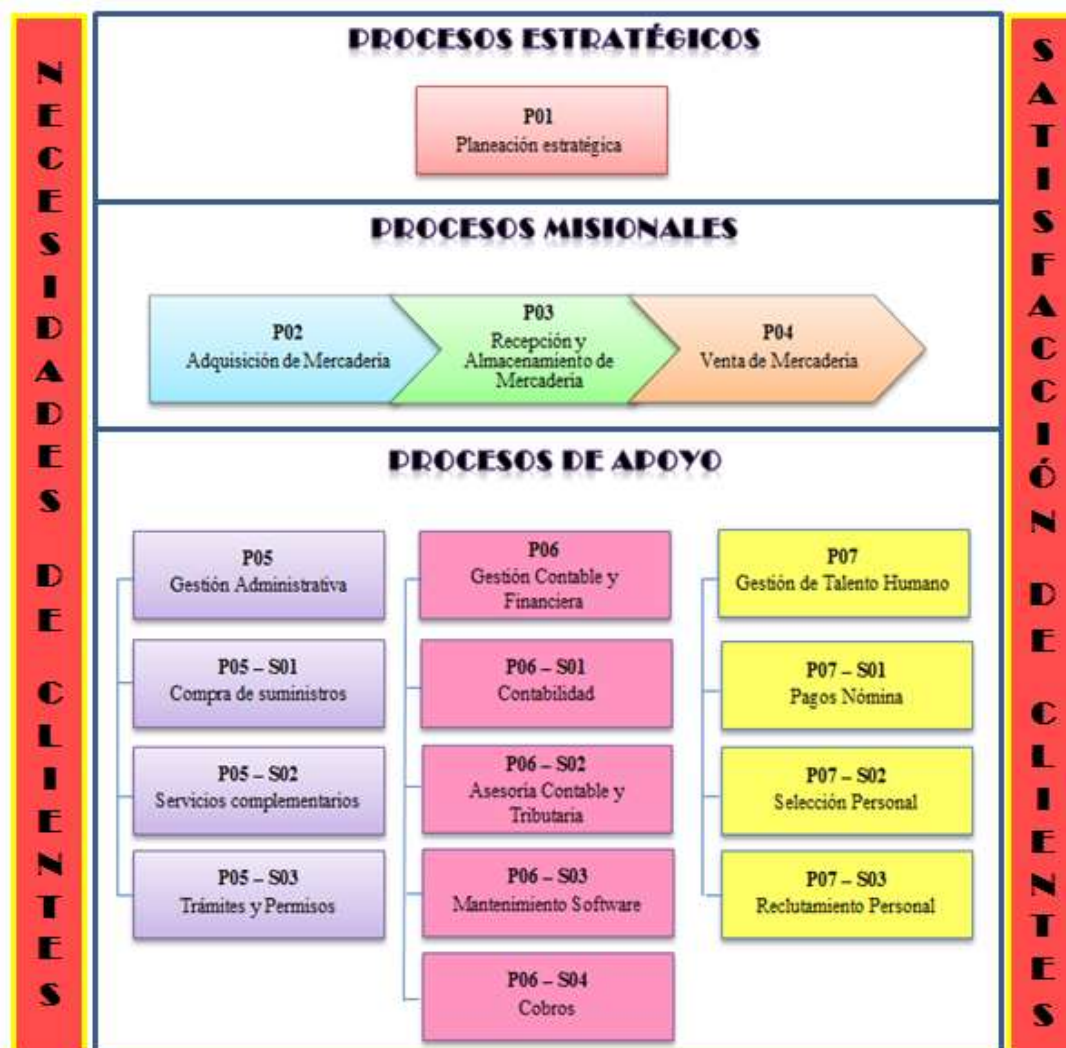 NECESIDADES DE CLIENTES
PROCESOS ESTRATÉGICOS
P01
Planeación estratégica
PROCESOS MISIONALES
P02
Adquisición de Mercadería
P03
Recepción y
Almacenamiento de
Mercadería
P04
Venta de Mercadería
PROCESOS DE APOYO
P05
Gestión Administrativa
P05 – S01
Compra de suministros
P05 – S02
Servicios complementarios
P05 – S03
Trámites y Permisos
P06
Gestión Contable y
Financiera
P06 – S01
Contabilidad
P06 – S02
Asesoría Contable y
Tributaria
P06 – S03
Mantenimiento Software
P06 – S04
Cobros
P07
Gestión de Talento Humano
P07 – S01
Pagos Nómina
P07 – S02
Selección Personal
P07 – S03
Reclutamiento Personal
SATISFACCIÓN DE CLIENTES